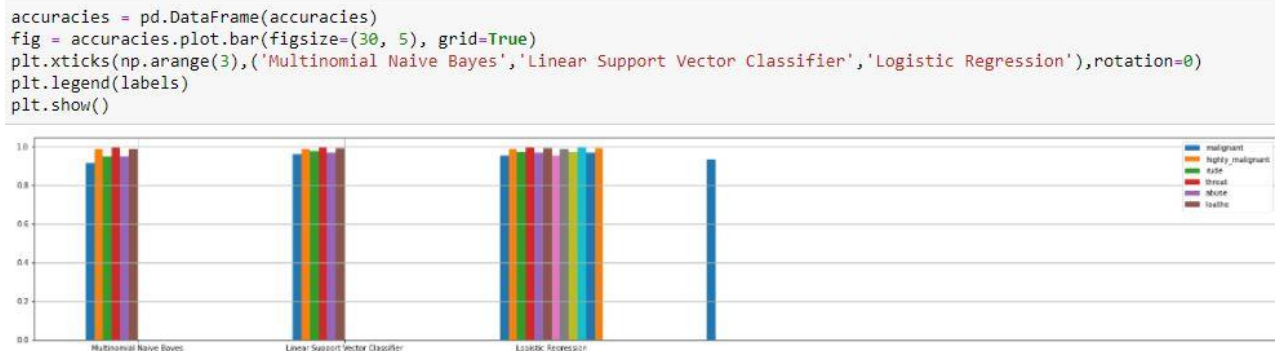 accuracies = pd.DataFrame(accuracies)
fig = accuracies.plot.bar(figsize=(30, 5), grid=True)
plt.xticks(np.arange(3),('Multinomial Naive Bayes','Linear Support Vector Classifier','Logistic Regression'),rotation=0)
plt.legend(labels)
plt.show()
1.0
0.8
0.6
0.4
0.2
0.0
malignant
highly_malignant
rude
threat
abuse
loathe
Multinomial Naive Bayes
Linear Support Vector Classifier
Logistic Regression